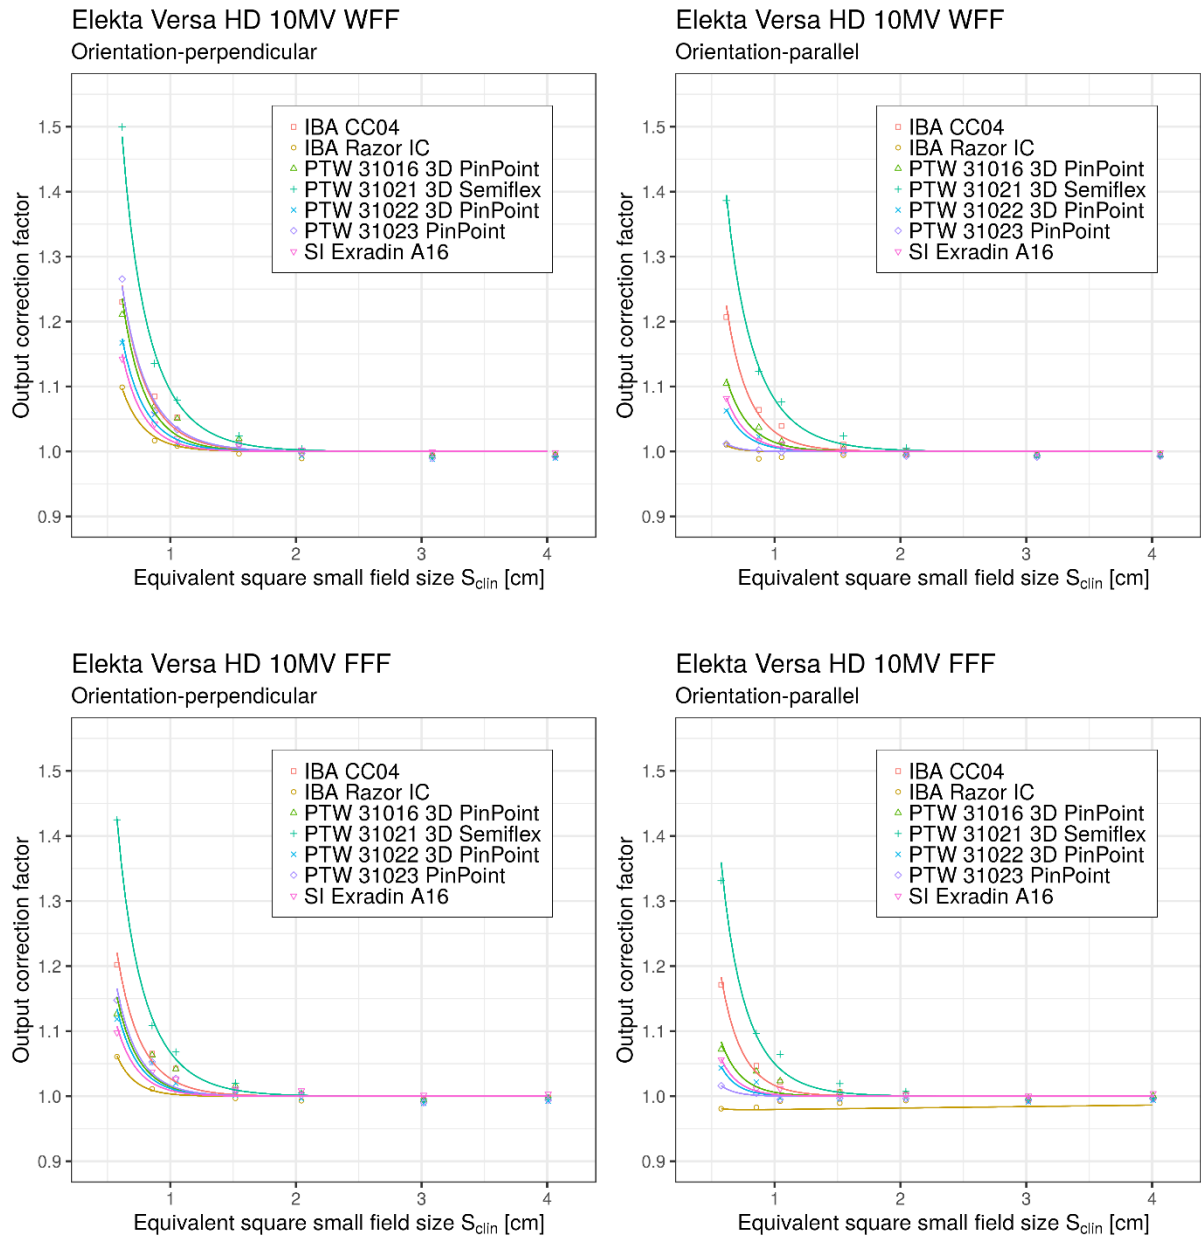 Elekta Versa HD 10MV WFF
Orientation-perpendicular
Output correction factor
1.5
1.4
1.3
1.2
1.1
1.0
0.9
IBA CC04
IBA Razor IC
PTW 31016 3D PinPoint
PTW 31021 3D Semiflex
PTW 31022 3D PinPoint
PTW 31023 PinPoint
SI Exradin A16
1 2 3 4
Equivalent square small field size Sclin [cm]
Elekta Versa HD 10MV WFF
Orientation-parallel
Output correction factor
1.5
1.4
1.3
1.2
1.1
1.0
0.9
IBA CC04
IBA Razor IC
PTW 31016 3D PinPoint
PTW 31021 3D Semiflex
PTW 31022 3D PinPoint
PTW 31023 PinPoint
SI Exradin A16
1 2 3 4
Equivalent square small field size Sclin [cm]
Elekta Versa HD 10MV FFF
Orientation-perpendicular
Output correction factor
1.5
1.4
1.3
1.2
1.1
1.0
0.9
IBA CC04
IBA Razor IC
PTW 31016 3D PinPoint
PTW 31021 3D Semiflex
PTW 31022 3D PinPoint
PTW 31023 PinPoint
SI Exradin A16
1 2 3 4
Equivalent square small field size Sclin [cm]
Elekta Versa HD 10MV FFF
Orientation-parallel
Output correction factor
1.5
1.4
1.3
1.2
1.1
1.0
0.9
IBA CC04
IBA Razor IC
PTW 31016 3D PinPoint
PTW 31021 3D Semiflex
PTW 31022 3D PinPoint
PTW 31023 PinPoint
SI Exradin A16
1 2 3 4
Equivalent square small field size Sclin [cm]